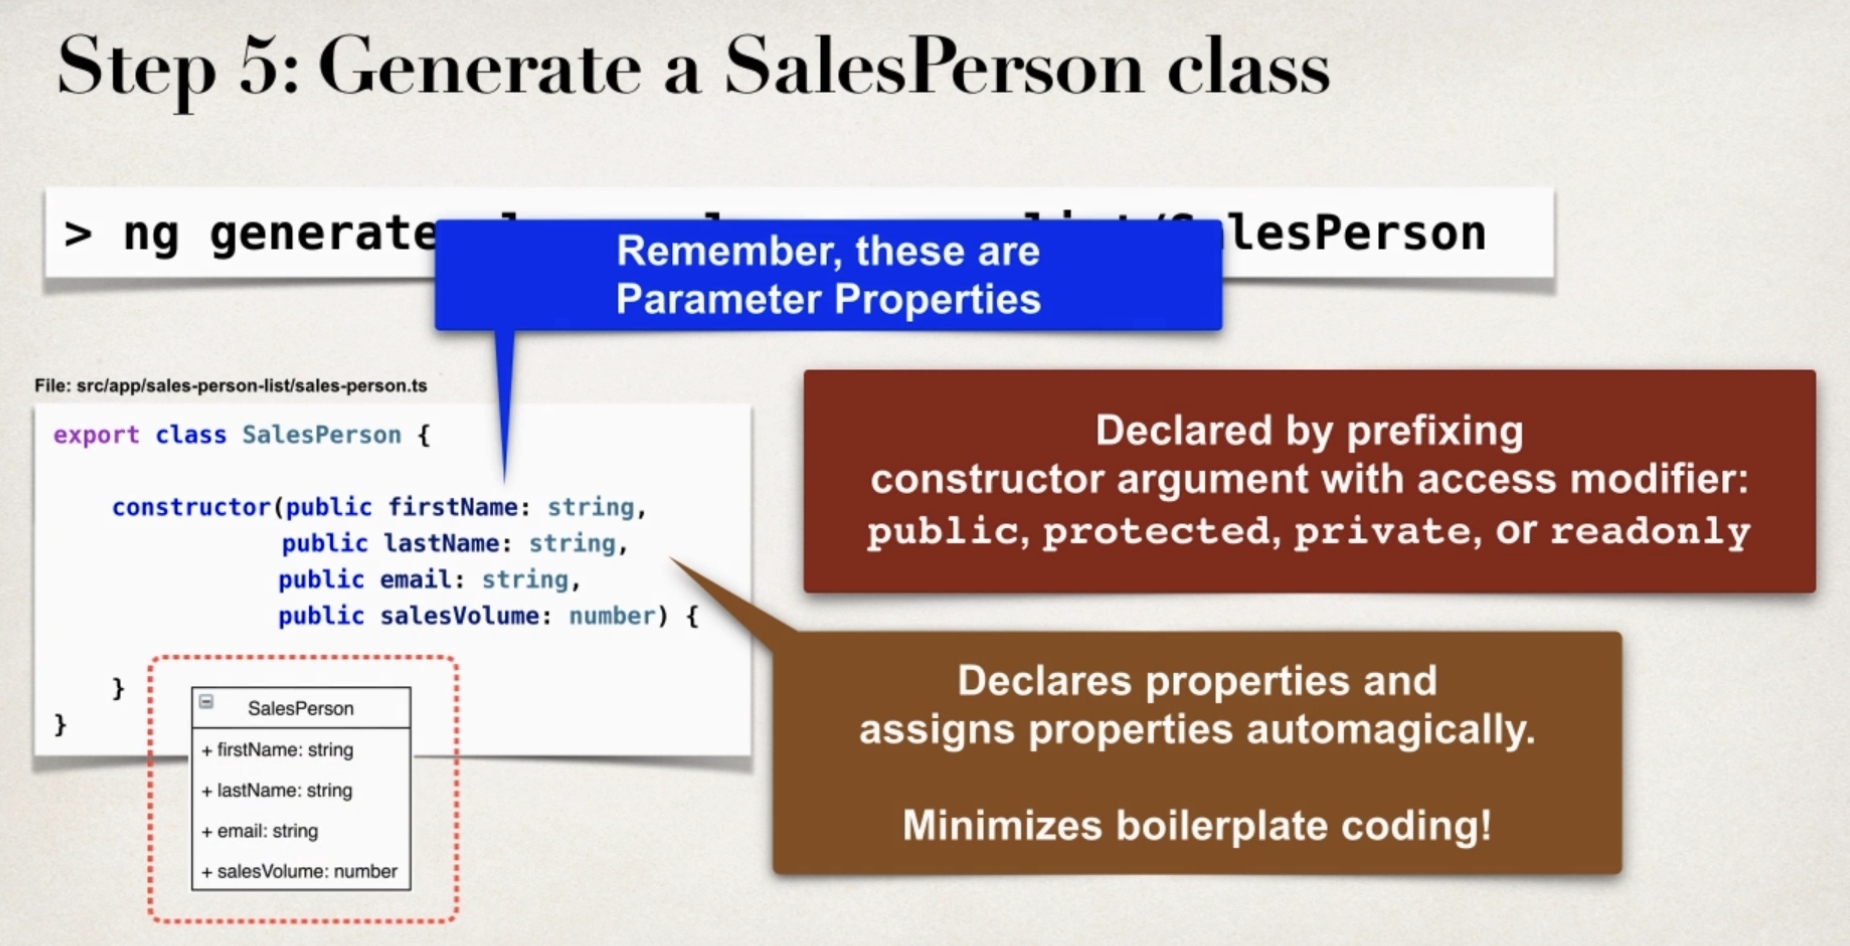 Step 5: Generate a SalesPerson class
> ng generate lesPerson
Remember, these are
Parameter Properties
File: src/app/sales-person-list/sales-person.ts
export class SalesPerson {
constructor(public firstName: string,
public lastName: string,
public email: string,
public salesVolume: number) {
}
}
Declared by prefixing
constructor argument with access modifier:
public, protected, private, or readonly
Declares properties and
assigns properties automagically.
Minimizes boilerplate coding!
SalesPerson
+ firstName: string
+ lastName: string
+ email: string
+ salesVolume: number